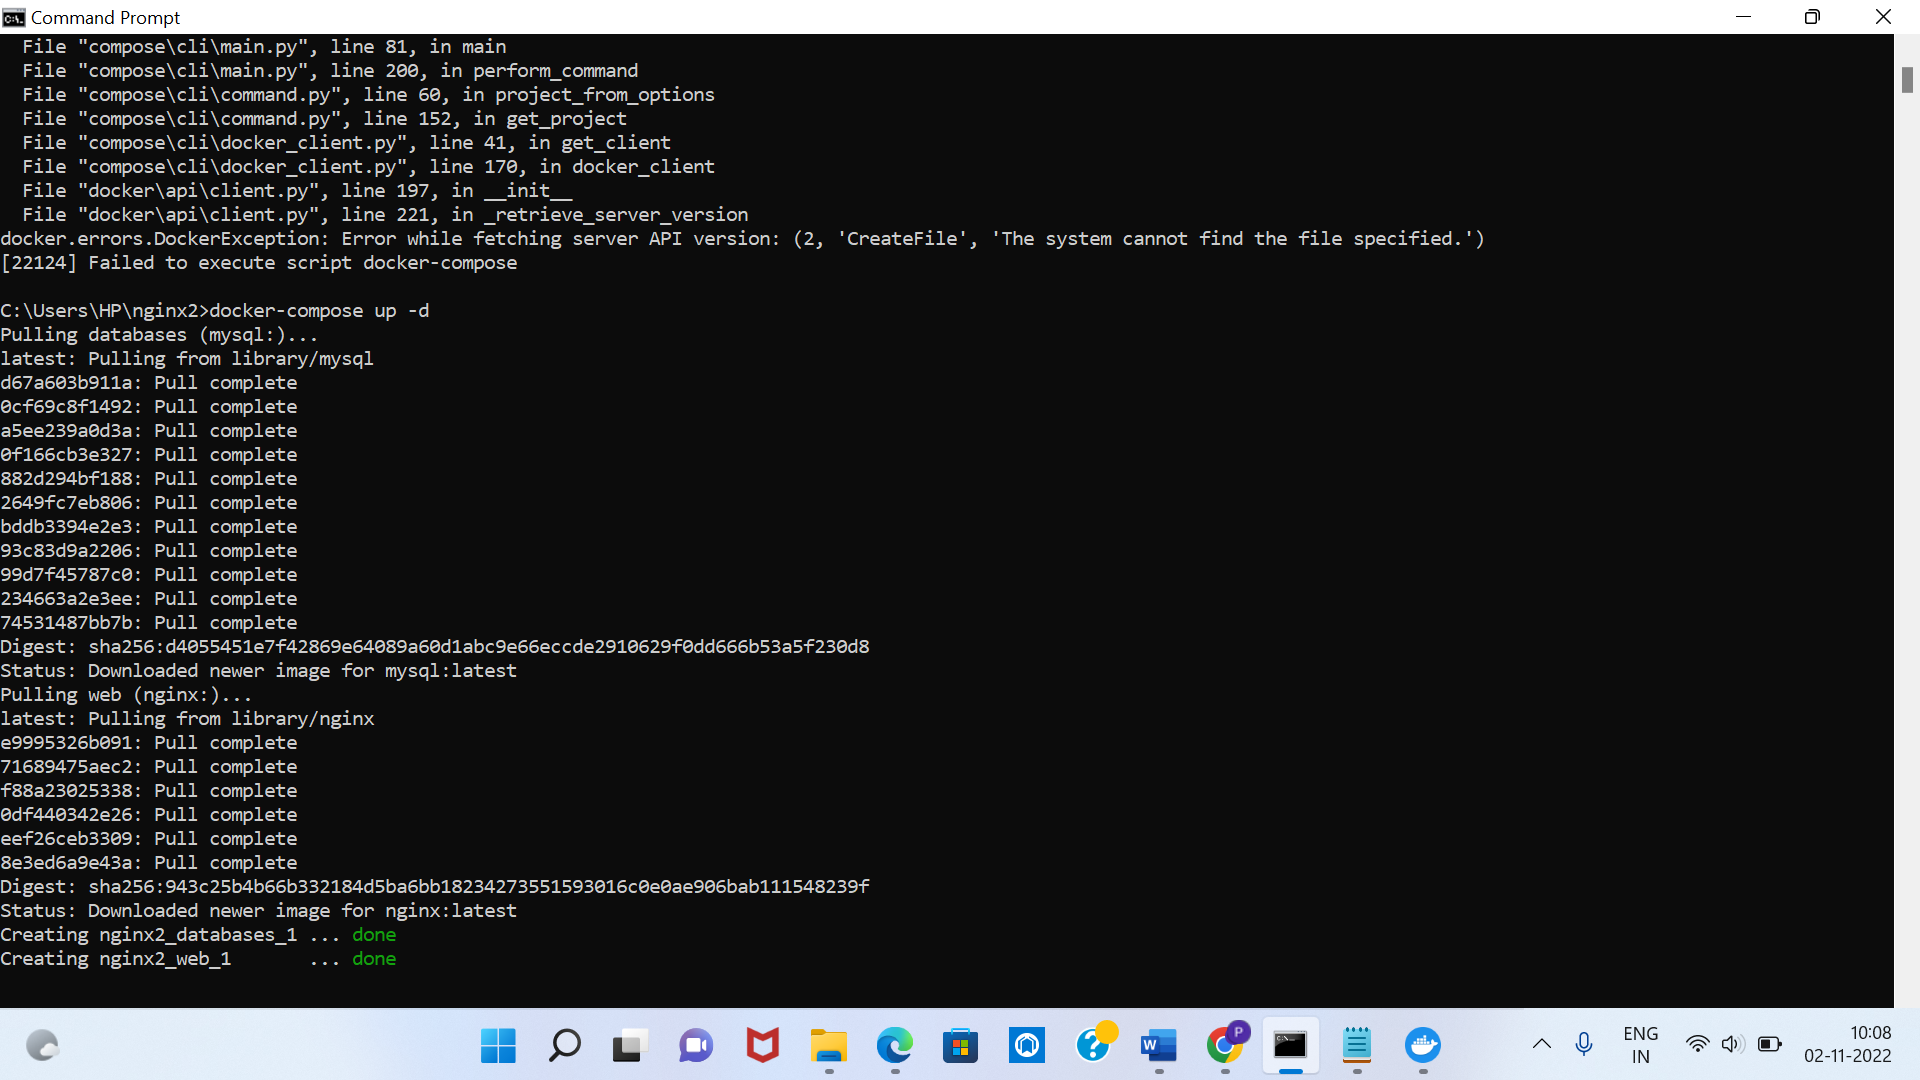 Command Prompt
  File "compose\cli\main.py", line 81, in main
  File "compose\cli\main.py", line 200, in perform_command
  File "compose\cli\command.py", line 60, in project_from_options
  File "compose\cli\command.py", line 152, in get_project
  File "compose\cli\docker_client.py", line 41, in get_client
  File "compose\cli\docker_client.py", line 170, in docker_client
  File "docker\api\client.py", line 197, in __init__
  File "docker\api\client.py", line 221, in _retrieve_server_version
docker.errors.DockerException: Error while fetching server API version: (2, 'CreateFile', 'The system cannot find the file specified.')
[22124] Failed to execute script docker-compose
C:\Users\HP\nginx2>docker-compose up -d
Pulling databases (mysql:)...
latest: Pulling from library/mysql
d67a603b911a: Pull complete
0cf69c8f1492: Pull complete
a5ee239a0d3a: Pull complete
0f166cb3e327: Pull complete
882d294bf188: Pull complete
2649fc7eb806: Pull complete
bddb3394e2e3: Pull complete
93c83d9a2206: Pull complete
99d7f45787c0: Pull complete
234663a2e3ee: Pull complete
74531487bb7b: Pull complete
Digest: sha256:d4055451e7f42869e64089a60d1abc9e66eccde2910629f0dd666b53a5f230d8
Status: Downloaded newer image for mysql:latest
Pulling web (nginx:)...
latest: Pulling from library/nginx
e9995326b091: Pull complete
71689475aec2: Pull complete
f88a23025338: Pull complete
0df440342e26: Pull complete
eef26ceb3309: Pull complete
8e3ed6a9e43a: Pull complete
Digest: sha256:943c25b4b66b332184d5ba6bb18234273551593016c0e0ae906bab111548239f
Status: Downloaded newer image for nginx:latest
Creating nginx2_databases_1 ... done
Creating nginx2_web_1       ... done
W
P
ENG
IN
10:08
02-11-2022